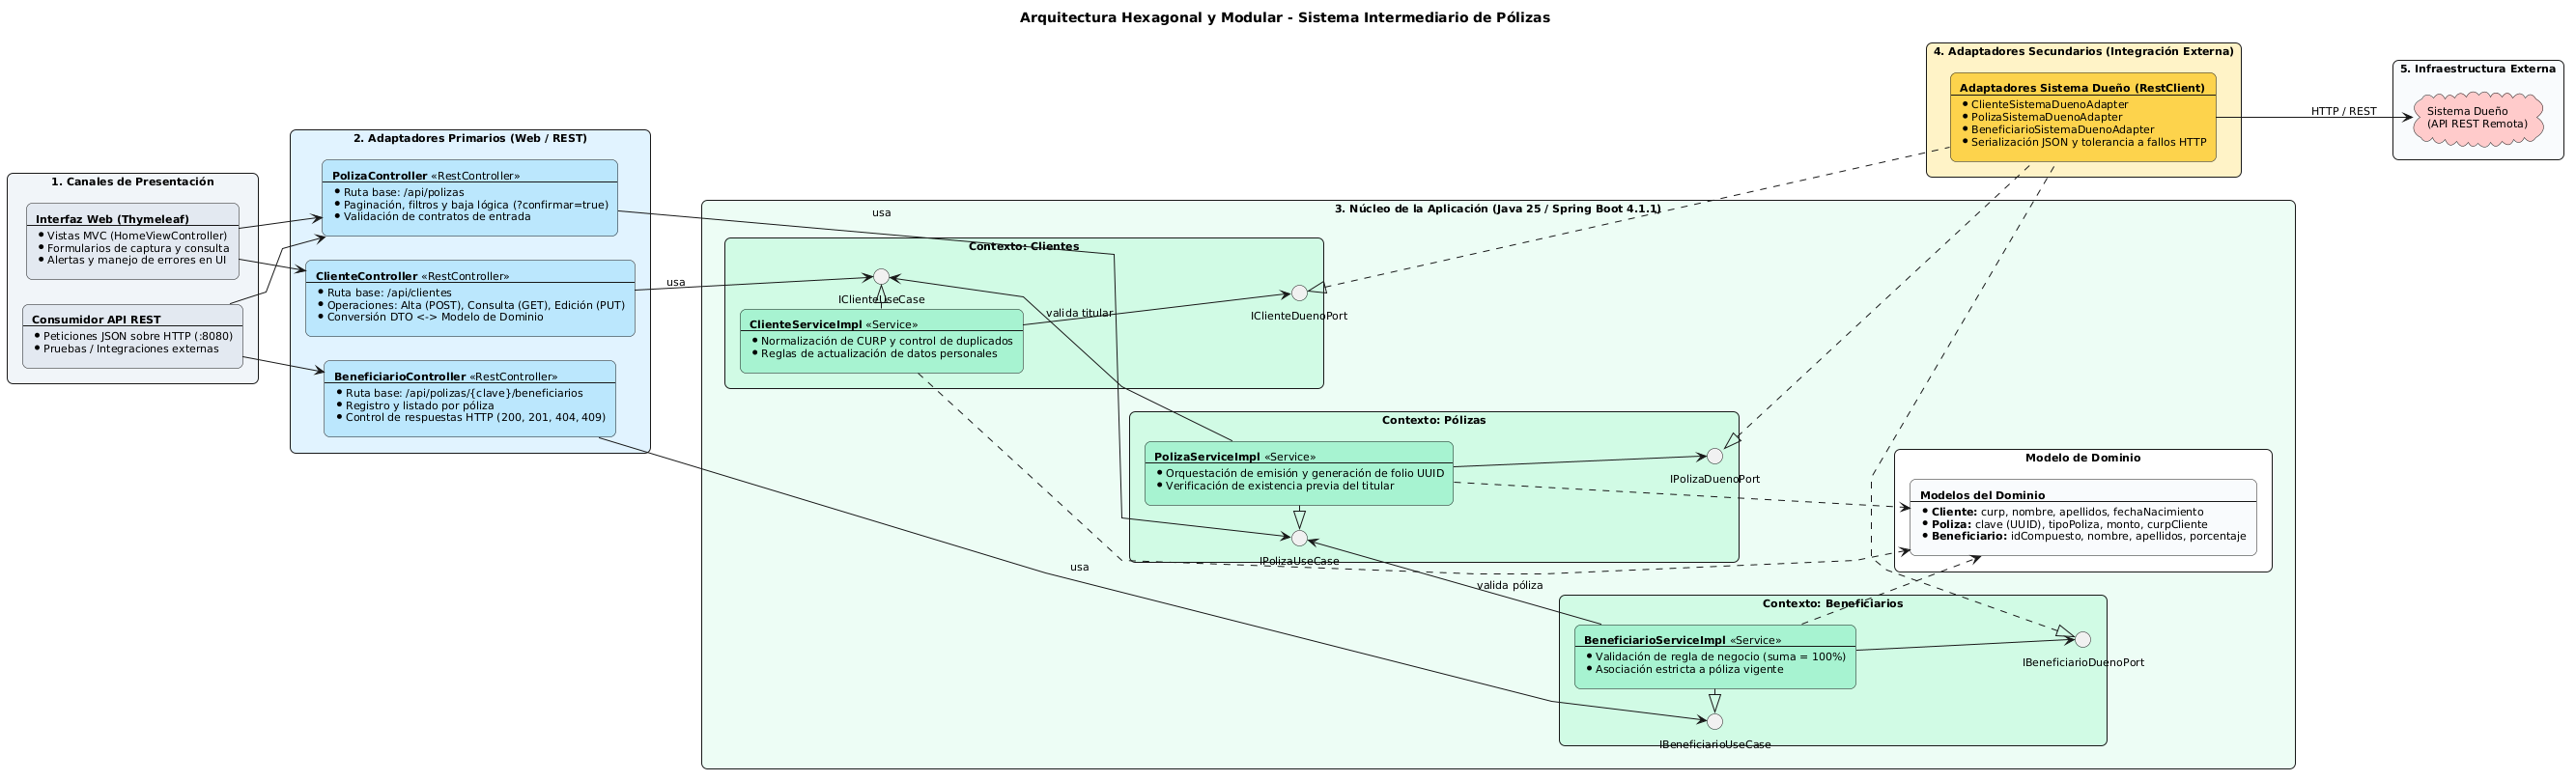 Arquitectura Hexagonal y Modular - Sistema Intermediario de Pólizas
1. Canales de Presentación
Interfaz Web (Thymeleaf)
• Vistas MVC (HomeViewController)
• Formularios de captura y consulta
• Alertas y manejo de errores en UI
Consumidor API REST
• Peticiones JSON sobre HTTP (:8080)
• Pruebas / Integraciones externas
2. Adaptadores Primarios (Web / REST)
PolizaController «RestController»
• Ruta base: /api/polizas
• Paginación, filtros y baja lógica (?confirmar=true)
• Validación de contratos de entrada
ClienteController «RestController»
• Ruta base: /api/clientes
• Operaciones: Alta (POST), Consulta (GET), Edición (PUT)
• Conversión DTO <-> Modelo de Dominio
BeneficiarioController «RestController»
• Ruta base: /api/polizas/{clave}/beneficiarios
• Registro y listado por póliza
• Control de respuestas HTTP (200, 201, 404, 409)
usa
usa
usa
3. Núcleo de la Aplicación (Java 25 / Spring Boot 4.1.1)
Contexto: Clientes
IClienteUseCase
ClienteServiceImpl «Service»
• Normalización de CURP y control de duplicados
• Reglas de actualización de datos personales
valida titular
IClienteDuenoPort
Contexto: Pólizas
PolizaServiceImpl «Service»
• Orquestación de emisión y generación de folio UUID
• Verificación de existencia previa del titular
IPolizaDuenoPort
IPolizaUseCase
valida póliza
Contexto: Beneficiarios
BeneficiarioServiceImpl «Service»
• Validación de regla de negocio (suma = 100%)
• Asociación estricta a póliza vigente
IBeneficiarioDuenoPort
IBeneficiarioUseCase
Modelo de Dominio
Modelos del Dominio
• Cliente: curp, nombre, apellidos, fechaNacimiento
• Poliza: clave (UUID), tipoPoliza, monto, curpCliente
• Beneficiario: idCompuesto, nombre, apellidos, porcentaje
4. Adaptadores Secundarios (Integración Externa)
Adaptadores Sistema Dueño (RestClient)
• ClienteSistemaDuenoAdapter
• PolizaSistemaDuenoAdapter
• BeneficiarioSistemaDuenoAdapter
• Serialización JSON y tolerancia a fallos HTTP
HTTP / REST
5. Infraestructura Externa
Sistema Dueño
(API REST Remota)